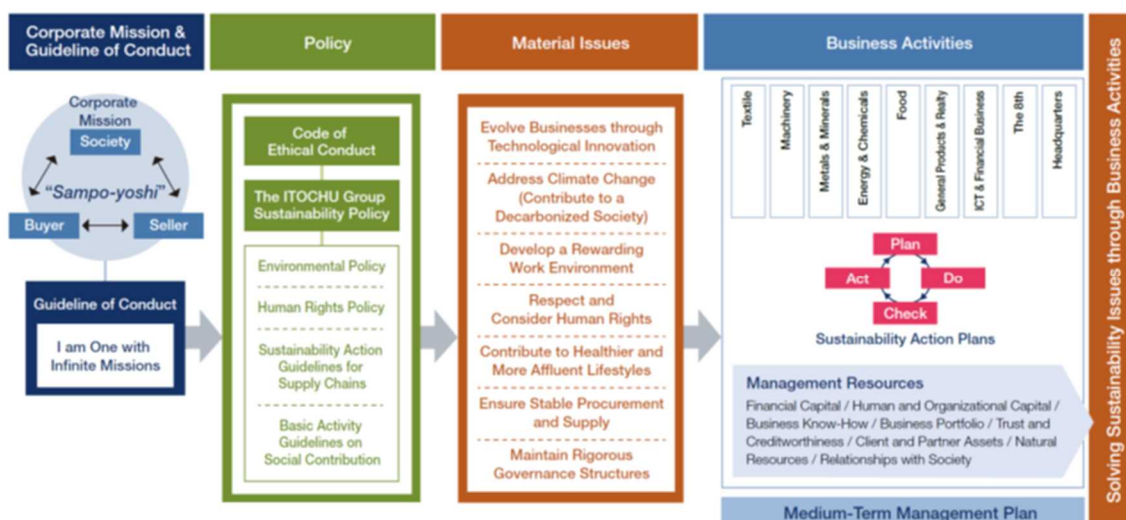 Corporate Mission &
Guideline of Conduct
Corporate
Mission
Society
“Sampo-yoshi”
Buyer
Seller
Guideline of Conduct
I am One with
Infinite Missions
Policy
Code of
Ethical Conduct
The ITOCHU Group
Sustainability Policy
Environmental Policy
Human Rights Policy
Sustainability Action
Guidelines for
Supply Chains
Basic Activity
Guidelines on
Social Contribution
Material Issues
Evolve Businesses through
Technological Innovation
Address Climate Change
(Contribute to a
Decarbonized Society)
Develop a Rewarding
Work Environment
Respect and
Consider Human Rights
Contribute to Healthier and
More Affluent Lifestyles
Ensure Stable Procurement
and Supply
Maintain Rigorous
Governance Structures
Business Activities
Textile
Machinery
Metals & Minerals
Energy & Chemicals
Food
General Products & Realty
ICT & Financial Business
The 8th
Headquarters
Plan
Act
Do
Check
Sustainability Action Plans
Management Resources
Financial Capital / Human and Organizational Capital /
Business Know-How / Business Portfolio / Trust and
Creditworthiness / Client and Partner Assets / Natural
Resources / Relationships with Society
Medium-Term Management Plan
Solving Sustainability Issues through Business Activities